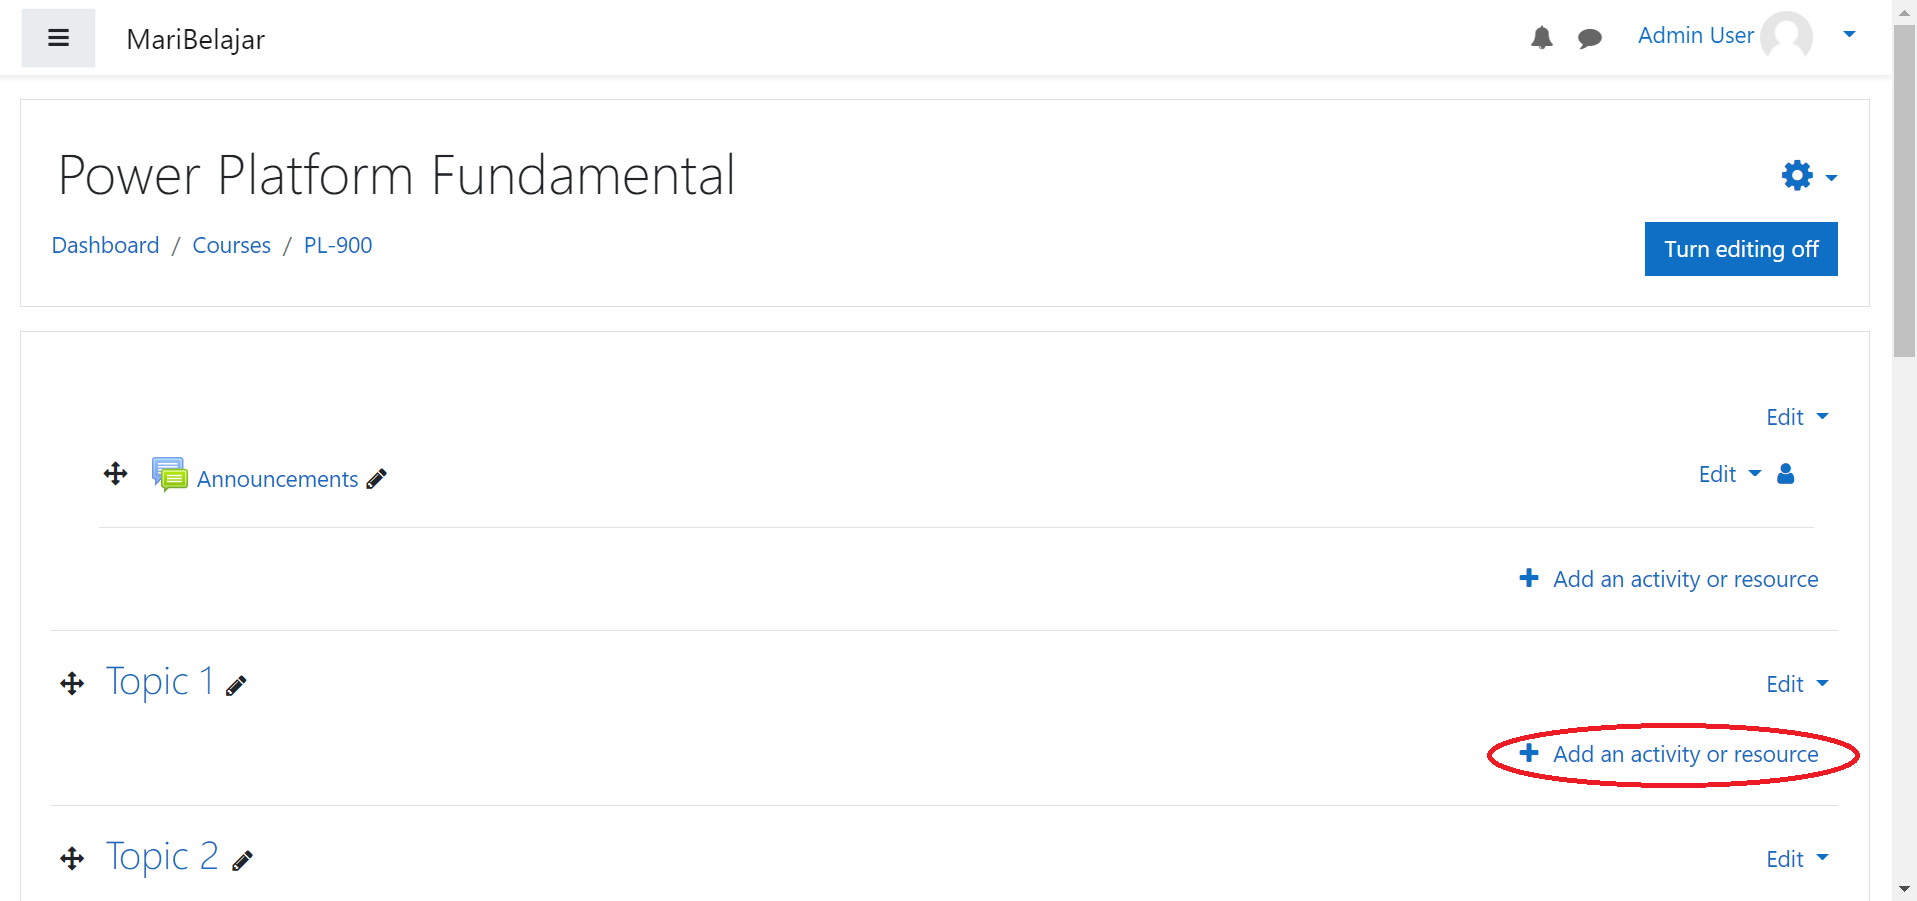 MariBelajar
Admin User
Power Platform Fundamental
Dashboard / Courses / PL-900
Turn editing off
Edit
Announcements
Edit
Add an activity or resource
Topic 1
Edit
Add an activity or resource
Topic 2
Edit